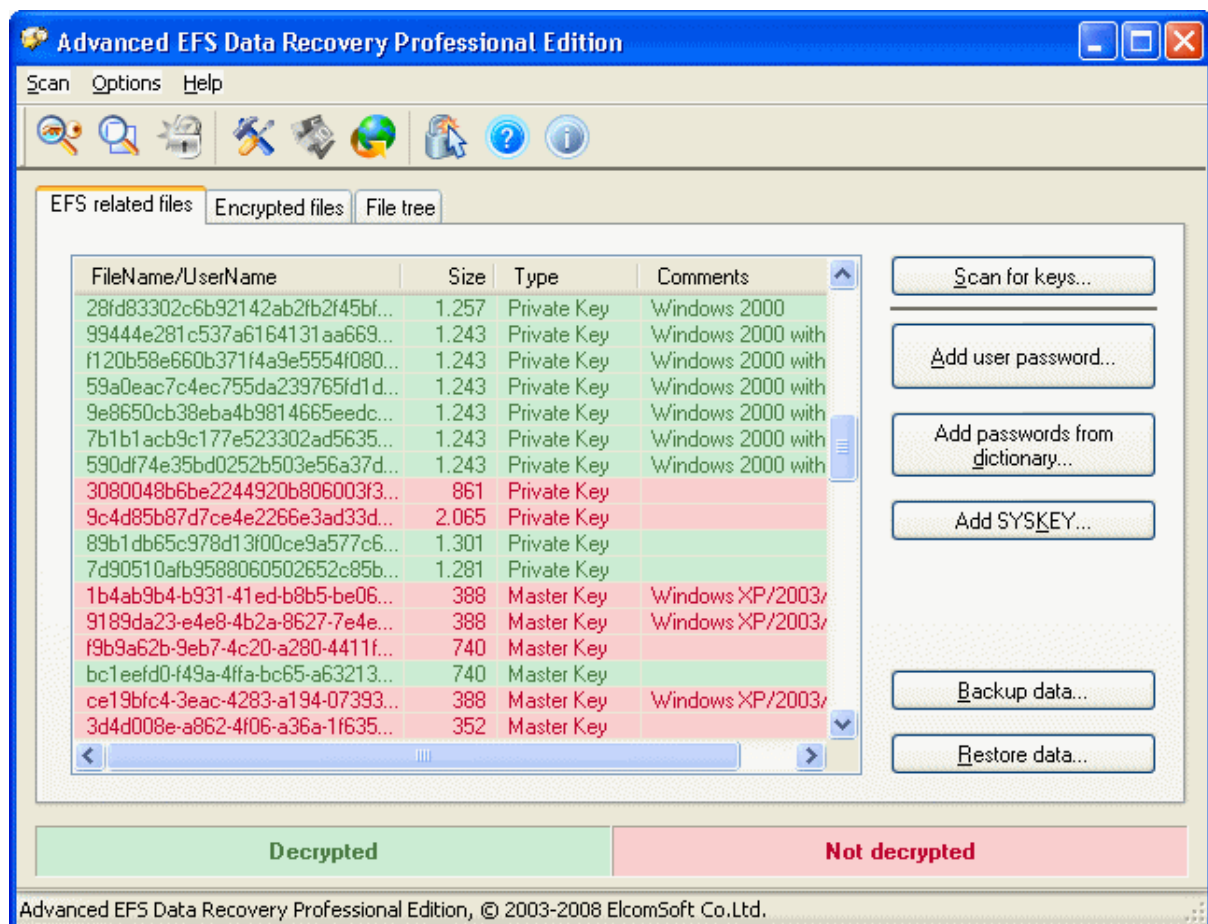 Advanced EFS Data Recovery Professional Edition
Scan Options Help
EFS related files Encrypted files File tree
FileName/UserName Size Type Comments
28fd83302c6b92142ab2fb2f45bf... 1.257 Private Key Windows 2000
99444e281c537a6164131aa669... 1.243 Private Key Windows 2000 with
f120b58e660b371f4a9e5554f080... 1.243 Private Key Windows 2000 with
59a0eac7c4ec755da239765fd1d... 1.243 Private Key Windows 2000 with
9e8650cb38eba4b9814665eedc... 1.243 Private Key Windows 2000 with
7b1b1acb9c177e523302ad5635... 1.243 Private Key Windows 2000 with
590df74e35bd0252b503e56a37d... 1.243 Private Key Windows 2000 with
3080048b6be2244920b806003f3... 861 Private Key
9c4d85b87d7ce4e2266e3ad33d... 2.065 Private Key
89b1db65c978d13f00ce9a577c6... 1.301 Private Key
7d90510afb9588060502652c85b... 1.281 Private Key
1b4ab9b4-b931-41ed-b8b5-be06... 388 Master Key Windows XP/2003/
9189da23-e4e8-4b2a-8627-7e4e... 388 Master Key Windows XP/2003/
f9b9a62b-9eb7-4c20-a280-4411f... 740 Master Key
bc1eefd0-f49a-4ffa-bc65-a63213... 740 Master Key
ce19bfc4-3eac-4283-a194-07393... 388 Master Key Windows XP/2003/
3d4d008e-a862-4f06-a36a-1f635... 352 Master Key
Scan for keys...
Add user password...
Add passwords from
dictionary...
Add SYSKEY...
Backup data...
Restore data...
Decrypted Not decrypted
Advanced EFS Data Recovery Professional Edition, © 2003-2008 ElcomSoft Co.Ltd.